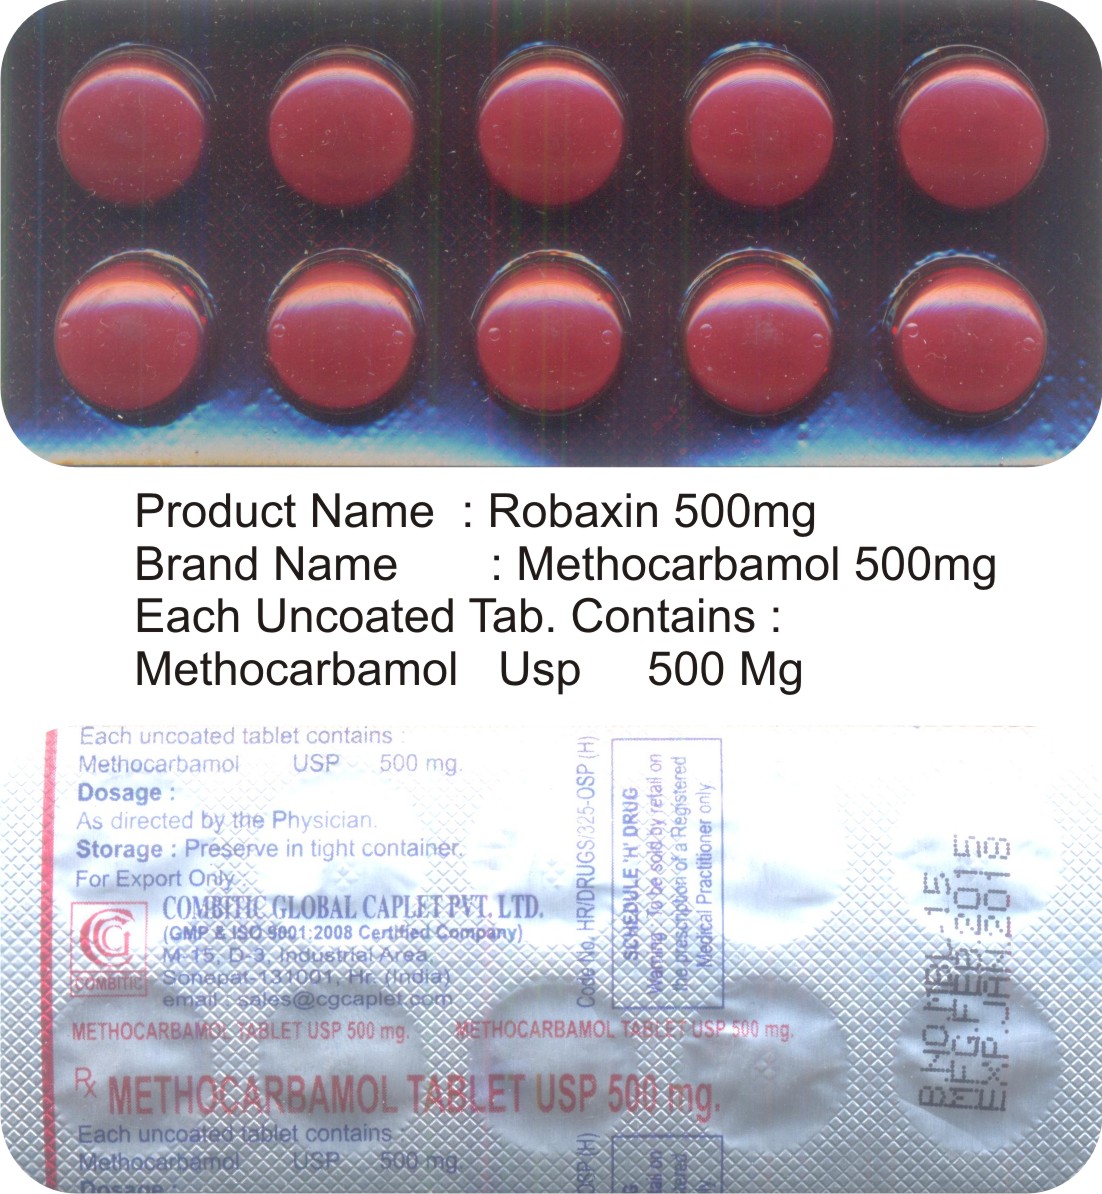 Product Name : Robaxin 500mg
Brand Name : Methocarbamol 500mg
Each Uncoated Tab. Contains :
Methocarbamol Usp 500 Mg
Each uncoated tablet contains :
Methocarbamol USP 500 mg.
Dosage :
As directed by the Physician.
Storage : Preserve in tight container.
For Export Only
COMBITIC GLOBAL CAPLET PVT. LTD.
(GMP & ISO 9001:2008 Certified Company)
M-15, D-3, Industrial Area,
Sonepat-131001, Hr. (India)
email : sales@cgcaplet.com
COMBITIC
Code No. HR/DRUGS/325-OSP (H)
SCHEDULE 'H' DRUG
Warning : To be sold by retail on
the prescription of a Registered
Medical Practitioner only
B.NO.MBL-15
MFG.FEB.2015
EXP.JAN.2018
METHOCARBAMOL TABLET USP 500 mg. METHOCARBAMOL TABLET USP 500 mg.
Rx METHOCARBAMOL TABLET USP 500 mg.
Each uncoated tablet contains
Methocarbamol USP 500 mg.
Dosage :
OSP (H)